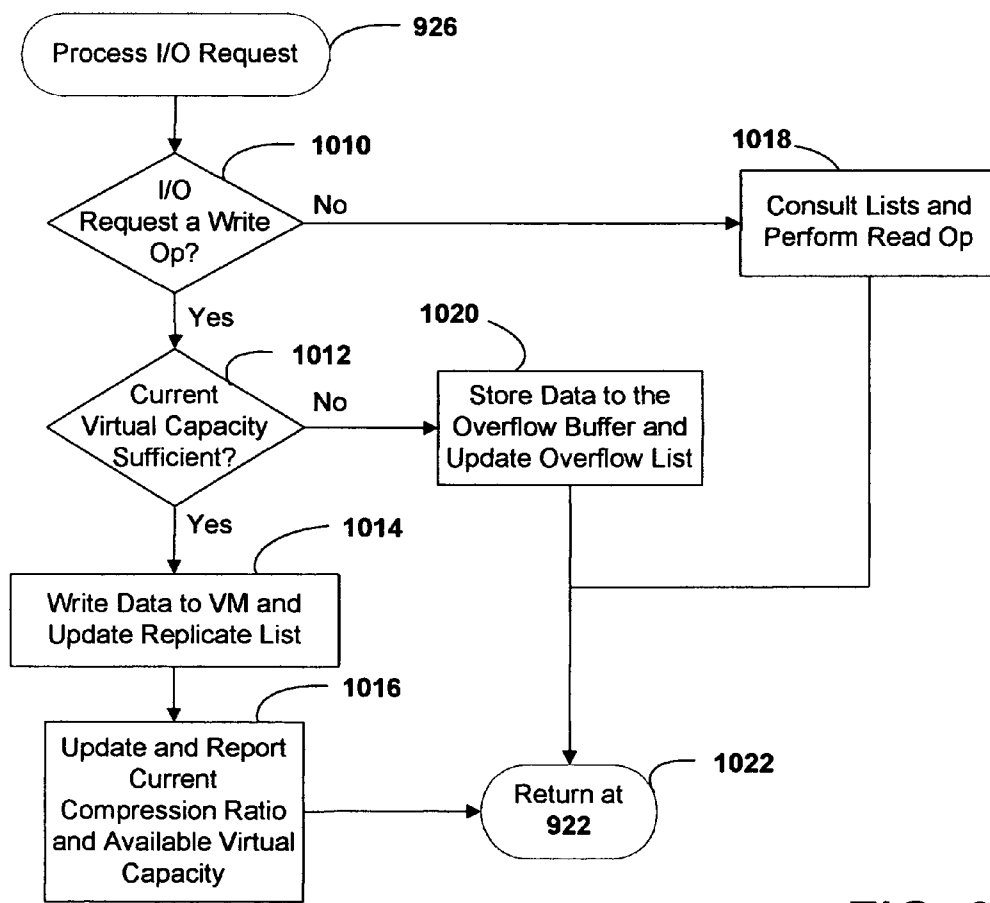 Process I/O Request
926
1010
I/O
Request a Write
Op?
No
Yes
1018
Consult Lists and
Perform Read Op
1012
Current
Virtual Capacity
Sufficient?
No
Yes
1020
Store Data to the
Overflow Buffer and
Update Overflow List
1014
Write Data to VM and
Update Replicate List
1016
Update and Report
Current
Compression Ratio
and Available Virtual
Capacity
1022
Return at
922